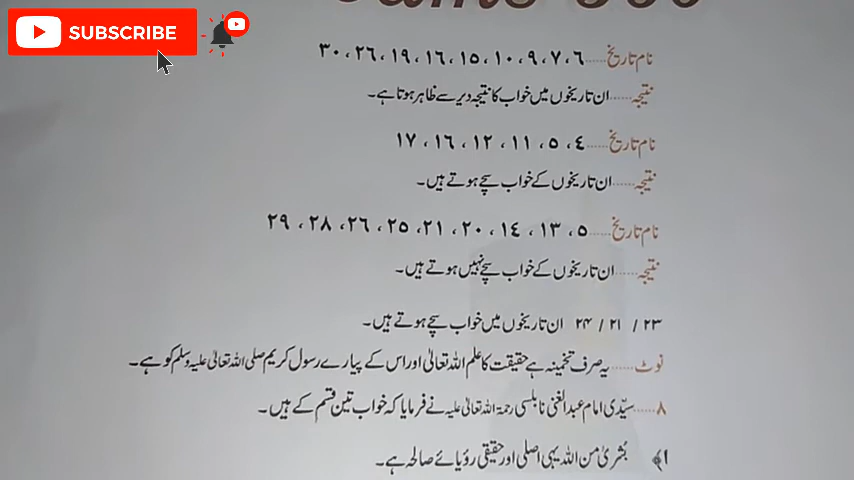 SUBSCRIBE
نام تاریخ......۶، ۷، ۹، ۱۰، ۱۵، ۱۶، ۱۹، ۲۶، ۳۰
نتیجہ......ان تاریخوں میں خواب کا نتیجہ دیر سے ظاہر ہوتا ہے۔
نام تاریخ......٤، ۵، ۱۱، ۱۲، ۱۶، ۱۷
نتیجہ......ان تاریخوں کے خواب سچے ہوتے ہیں۔
نام تاریخ......۵، ۱۳، ۱٤، ۲۰، ۲۱، ۲۵، ۲۶، ۲۸، ۲۹
نتیجہ......ان تاریخوں کے خواب سچے نہیں ہوتے ہیں۔
۲۳ / ۲۱ / ۲۴ ان تاریخوں میں خواب سچے ہوتے ہیں۔
نوٹ......یہ صرف تخمینہ ہے حقیقت کا علم اللہ تعالیٰ اور اس کے پیارے رسول کریم صلی اللہ تعالیٰ علیہ وسلم کو ہے۔
۸......سیّدی امام عبدالغنی نابلسی رحمۃ اللہ تعالیٰ علیہ نے فرمایا کہ خواب تین قسم کے ہیں۔
۱﴾ بُشریٰ من اللہ یہی اصلی اور حقیقی رؤیائے صالحہ ہے۔